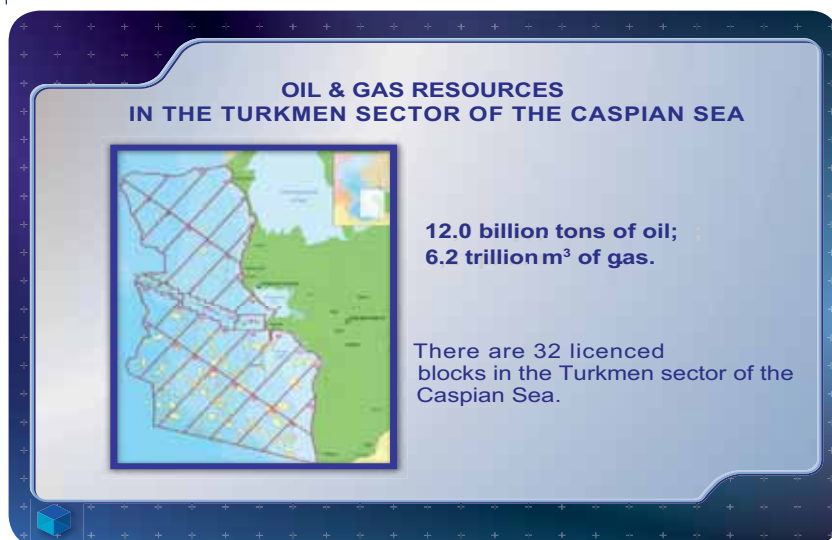 OIL & GAS RESOURCES
IN THE TURKMEN SECTOR OF THE CASPIAN SEA
12.0 billion tons of oil;
6.2 trillion m³ of gas.
There are 32 licenced
blocks in the Turkmen sector of the
Caspian Sea.